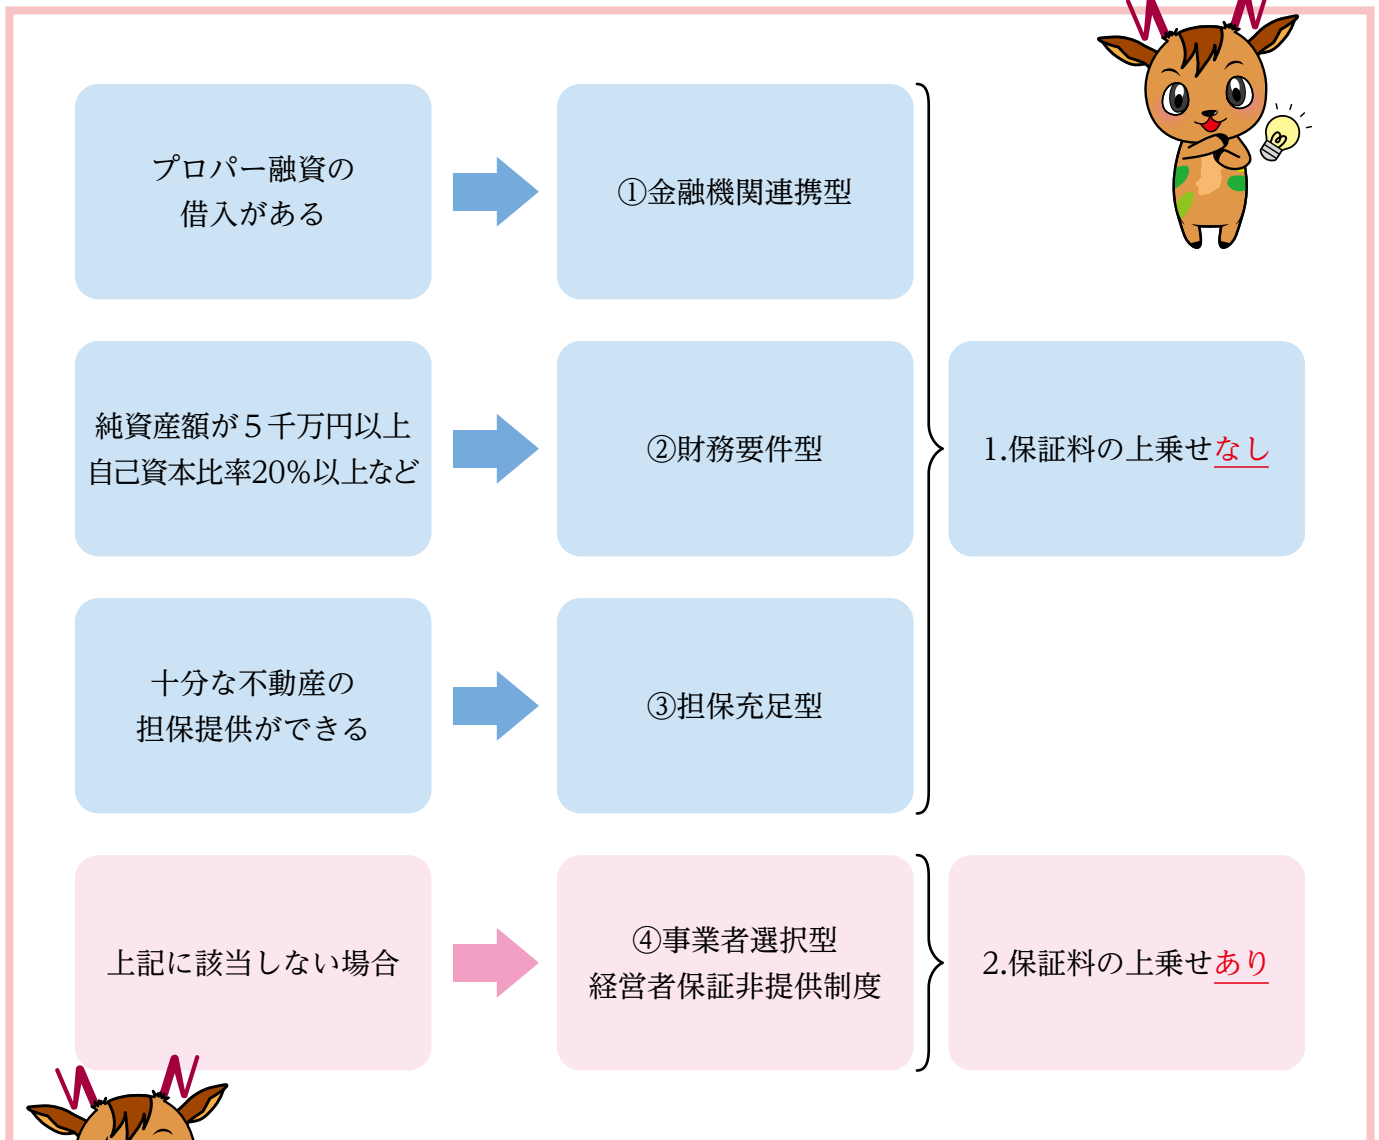 プロパー融資の
借入がある
①金融機関連携型
純資産額が５千万円以上
自己資本比率20%以上など
②財務要件型
1.保証料の上乗せなし
十分な不動産の
担保提供ができる
③担保充足型
上記に該当しない場合
④事業者選択型
経営者保証非提供制度
2.保証料の上乗せあり